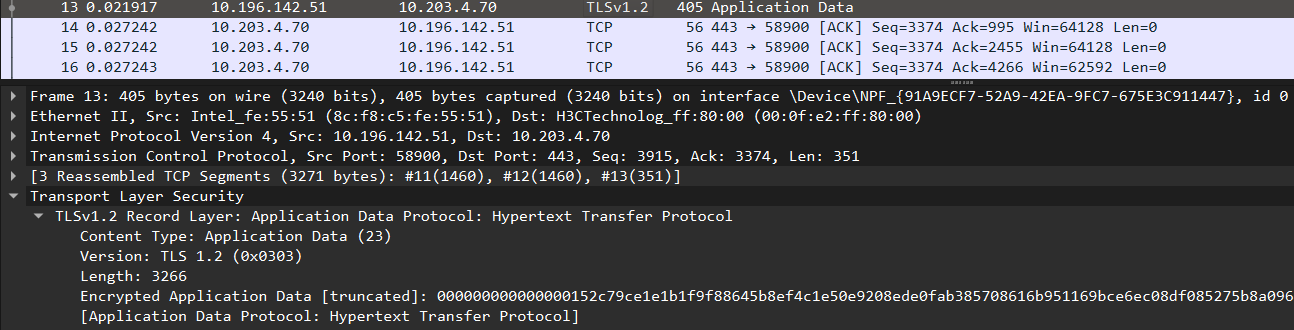 13 0.021917 10.196.142.51 10.203.4.70 TLSv1.2 405 Application Data
14 0.027242 10.203.4.70 10.196.142.51 TCP 56 443 → 58900 [ACK] Seq=3374 Ack=995 Win=64128 Len=0
15 0.027242 10.203.4.70 10.196.142.51 TCP 56 443 → 58900 [ACK] Seq=3374 Ack=2455 Win=64128 Len=0
16 0.027243 10.203.4.70 10.196.142.51 TCP 56 443 → 58900 [ACK] Seq=3374 Ack=4266 Win=62592 Len=0
Frame 13: 405 bytes on wire (3240 bits), 405 bytes captured (3240 bits) on interface \Device\NPF_{91A9ECF7-52A9-42EA-9FC7-675E3C911447}, id 0
Ethernet II, Src: Intel_fe:55:51 (8c:f8:c5:fe:55:51), Dst: H3CTechnolog_ff:80:00 (00:0f:e2:ff:80:00)
Internet Protocol Version 4, Src: 10.196.142.51, Dst: 10.203.4.70
Transmission Control Protocol, Src Port: 58900, Dst Port: 443, Seq: 3915, Ack: 3374, Len: 351
[3 Reassembled TCP Segments (3271 bytes): #11(1460), #12(1460), #13(351)]
Transport Layer Security
TLSv1.2 Record Layer: Application Data Protocol: Hypertext Transfer Protocol
Content Type: Application Data (23)
Version: TLS 1.2 (0x0303)
Length: 3266
Encrypted Application Data [truncated]: 000000000000000152c79ce1e1b1f9f88645b8ef4c1e50e9208ede0fab385708616b951169bce6ec08df085275b8a096
[Application Data Protocol: Hypertext Transfer Protocol]